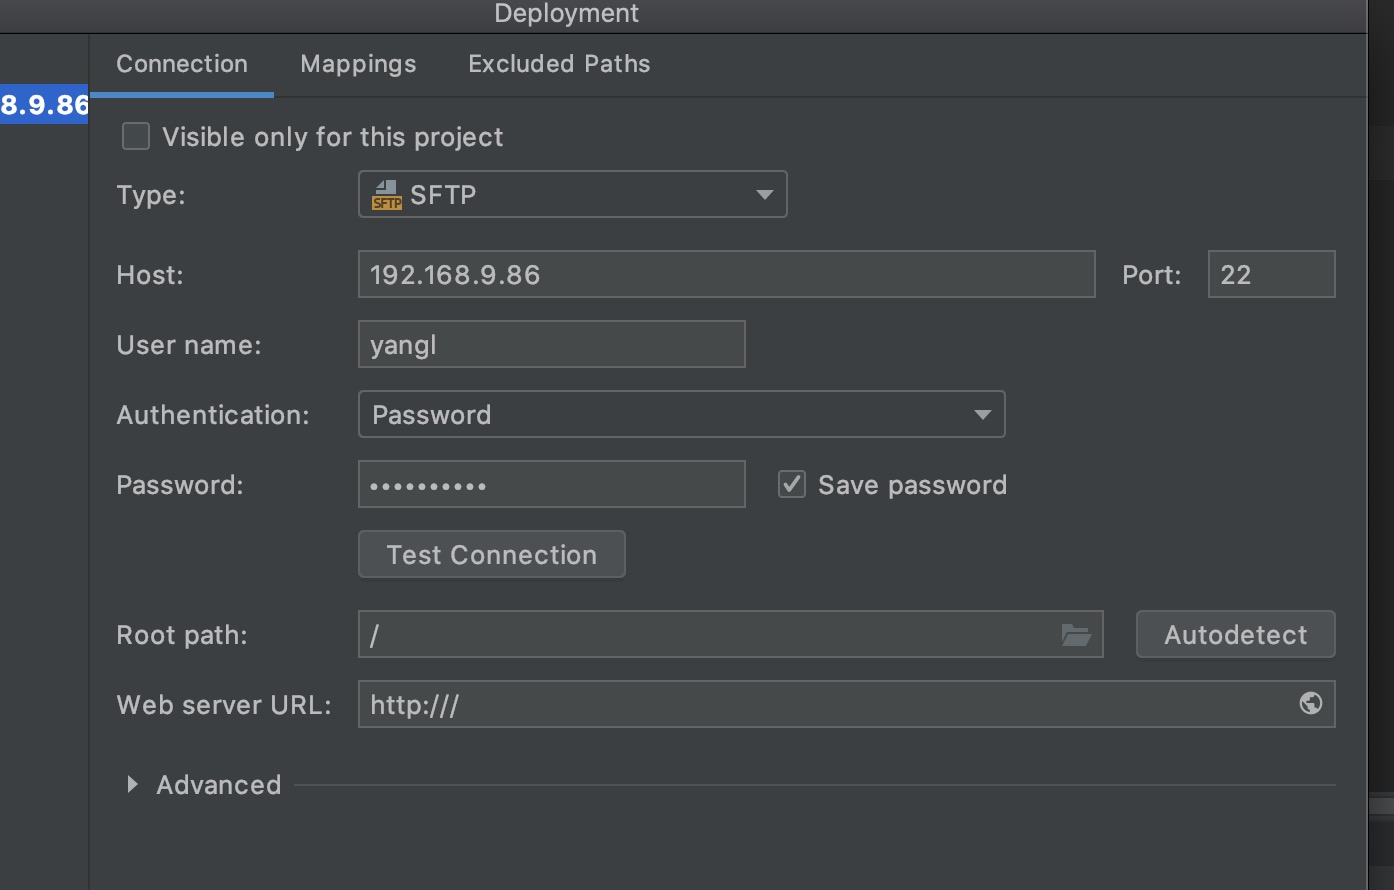 Deployment
Connection Mappings Excluded Paths
8.9.86
Visible only for this project
Type: SFTP SFTP
Host: 192.168.9.86 Port: 22
User name: yangl
Authentication: Password
Password: •••••••••• Save password
Test Connection
Root path: / Autodetect
Web server URL: http:///
Advanced